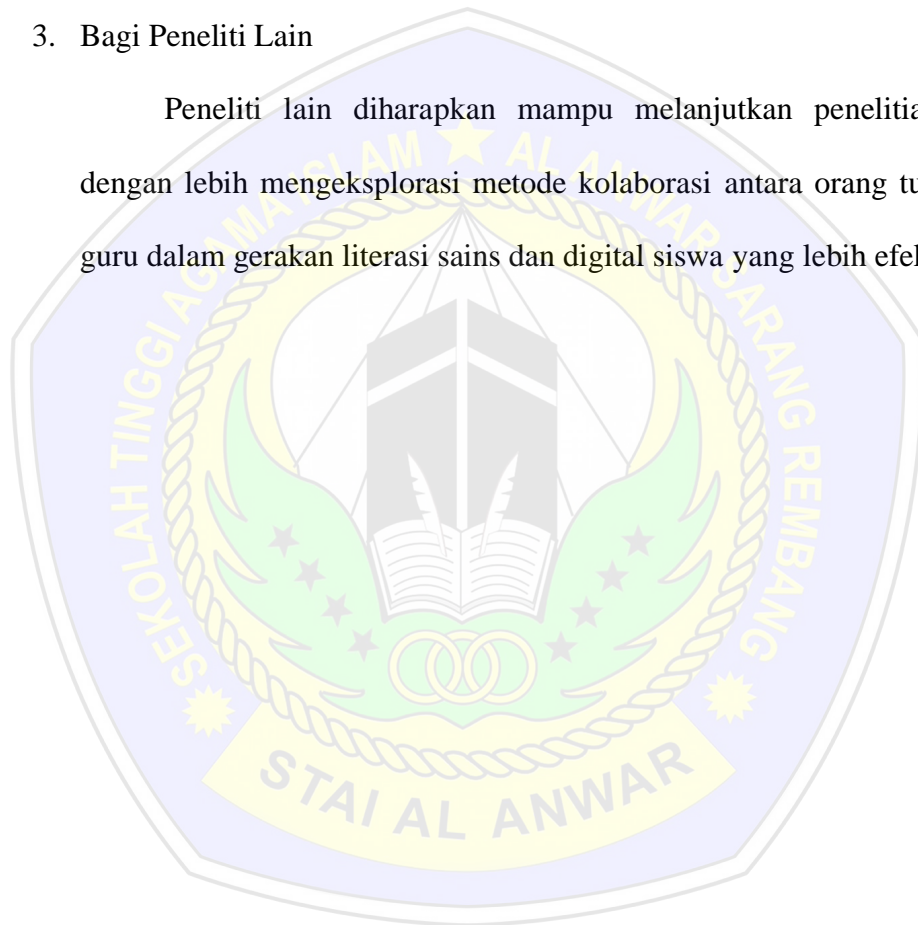 3. Bagi Peneliti Lain
Peneliti lain diharapkan mampu melanjutkan penelitia
dengan lebih mengeksplorasi metode kolaborasi antara orang tu
guru dalam gerakan literasi sains dan digital siswa yang lebih efe
SEKOLAH TINGGI AGAMA ISLAM AL ANWAR SARANG REMBANG
STAI AL ANWAR